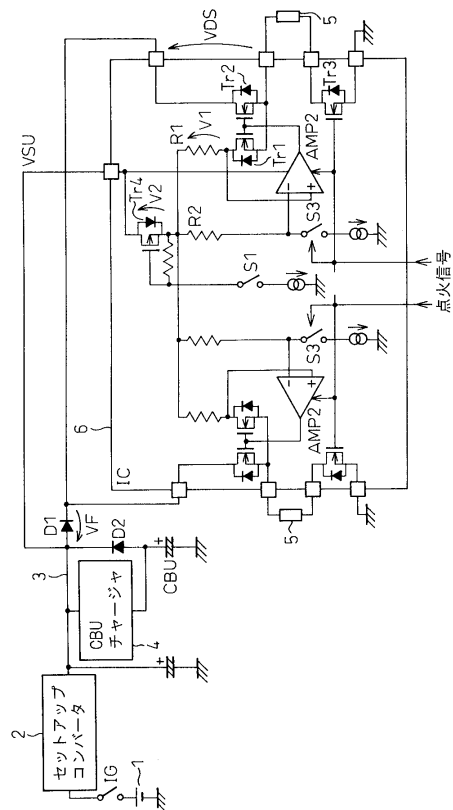 2
セットアップ
コンバータ
IG
1
3
CBU
チャージャ
4
D1
VF
D2
+
CBU
+
VSU
6
IC
AMP2
-
+
S3
5
S1
点火信号
Tr4
V2
R2
R1
V1
Tr1
Tr2
VDS
AMP2
-
+
S3
5
Tr3